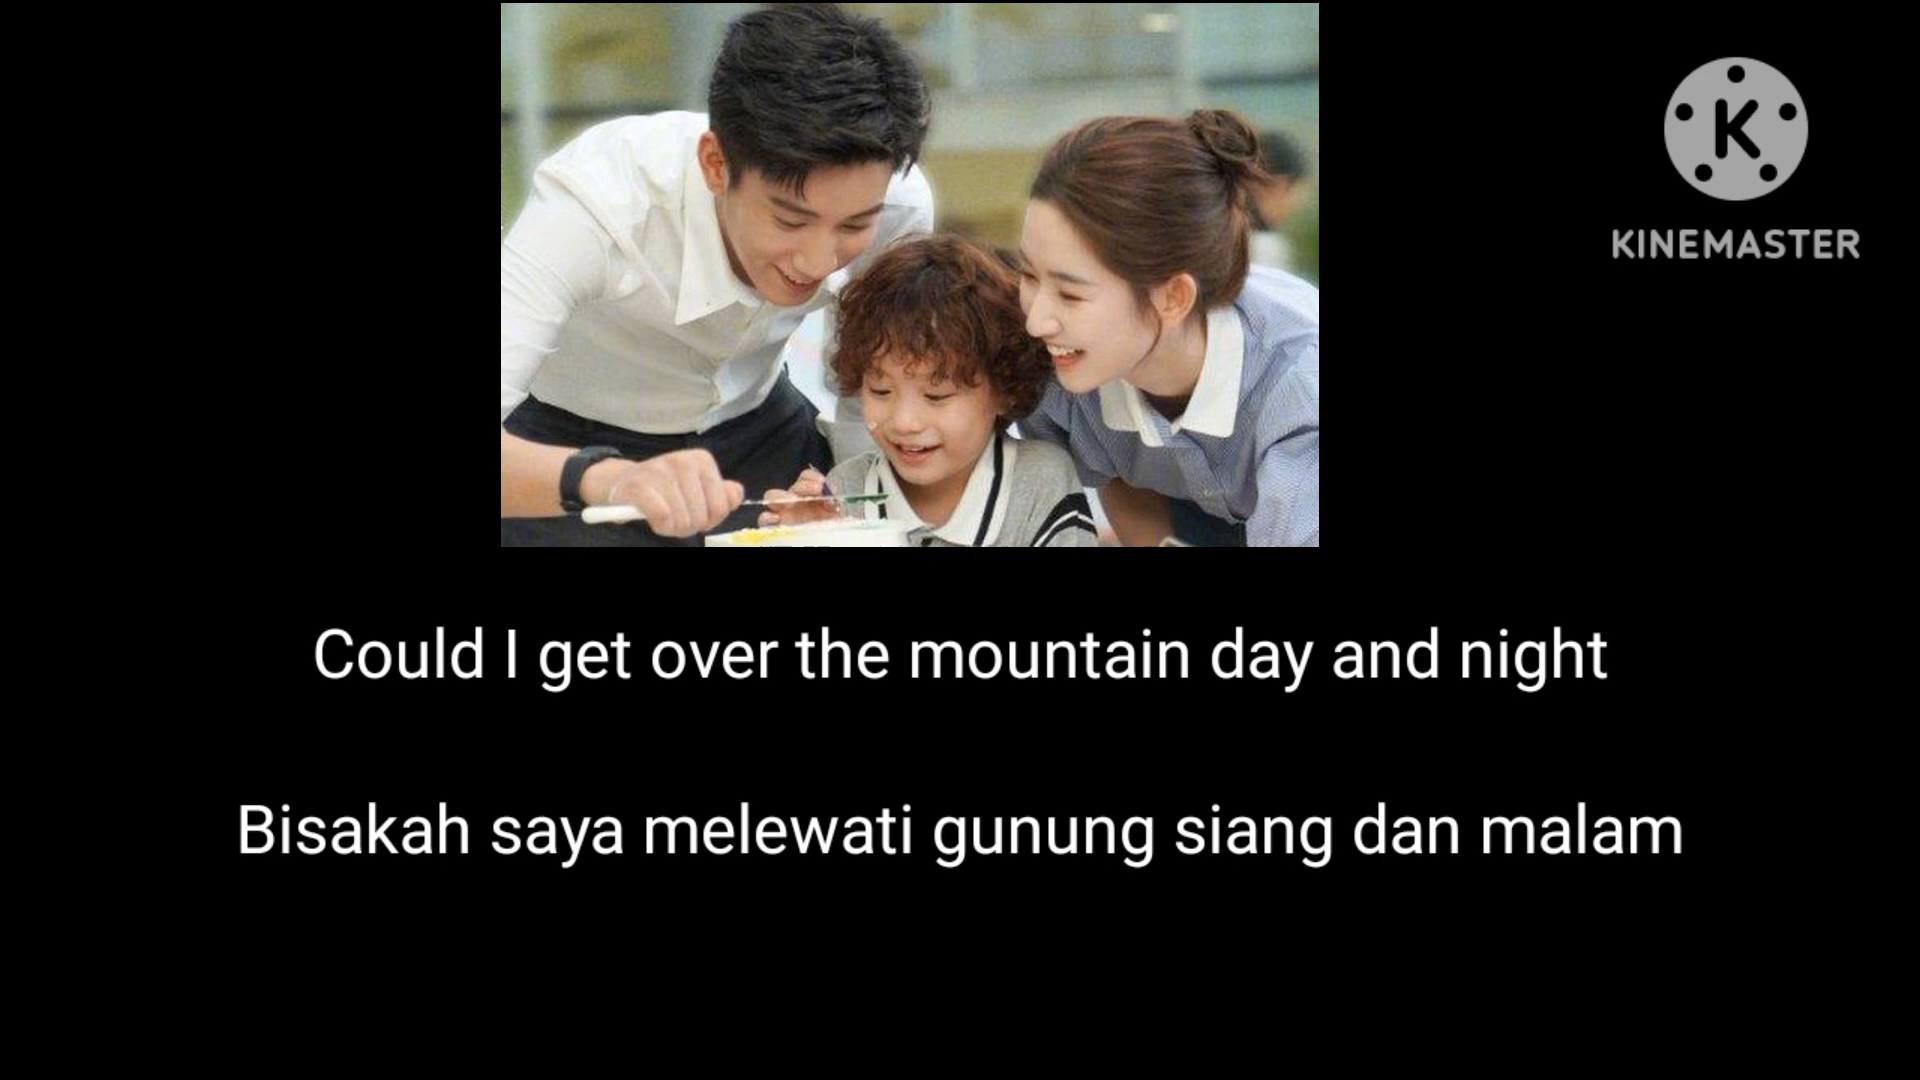 K
KINEMASTER
Could I get over the mountain day and night
Bisakah saya melewati gunung siang dan malam